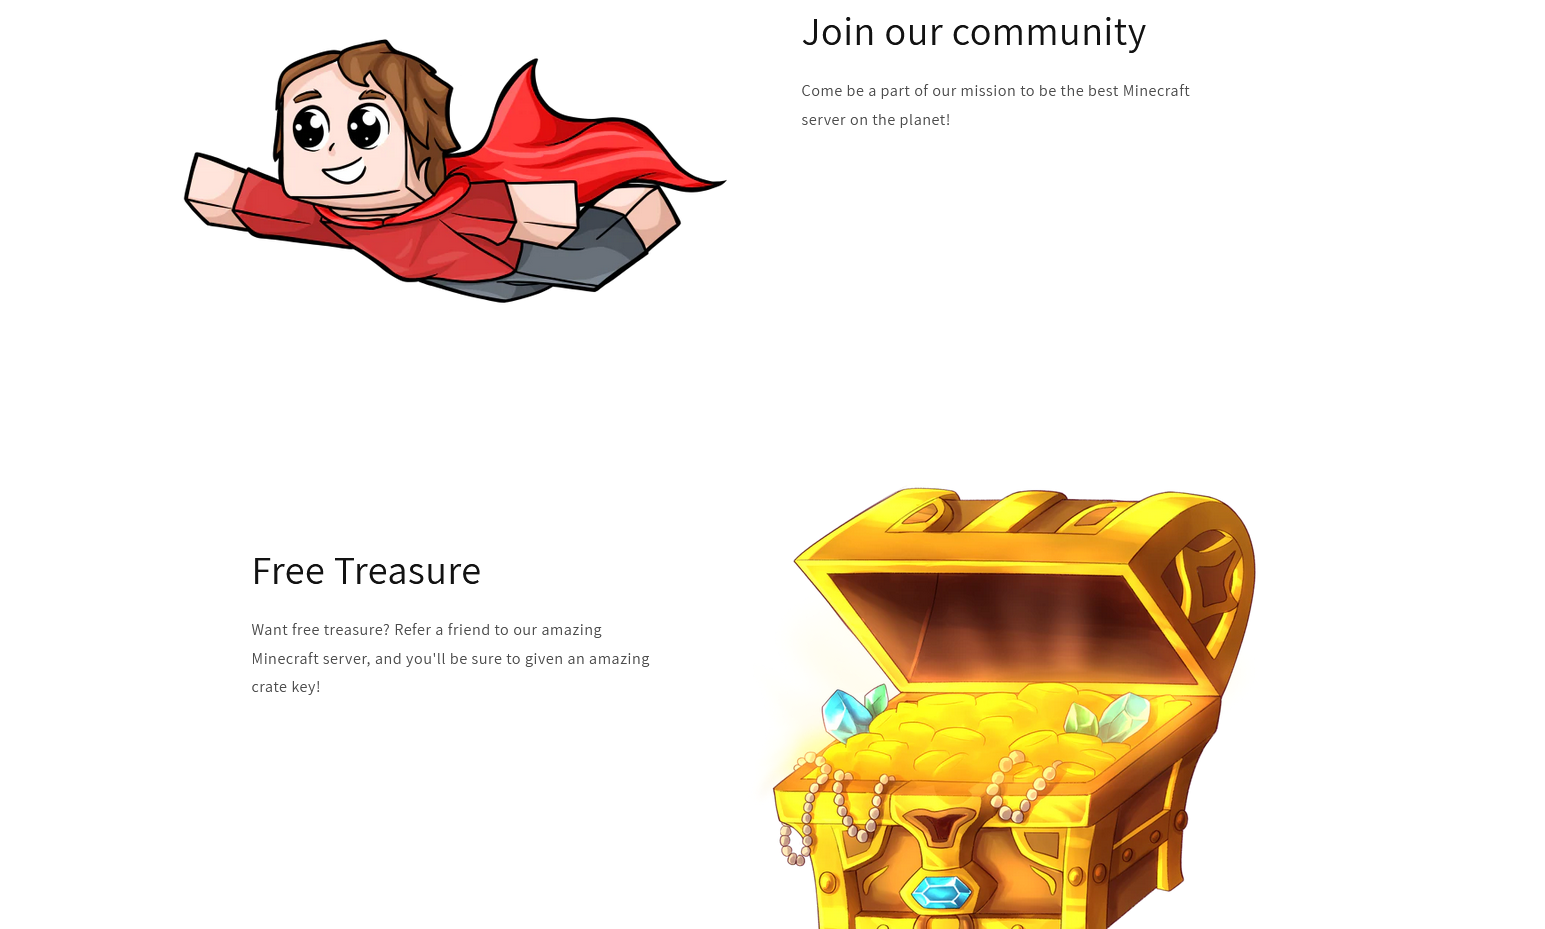 Join our community
Come be a part of our mission to be the best Minecraft
server on the planet!
Free Treasure
Want free treasure? Refer a friend to our amazing
Minecraft server, and you'll be sure to given an amazing
crate key!